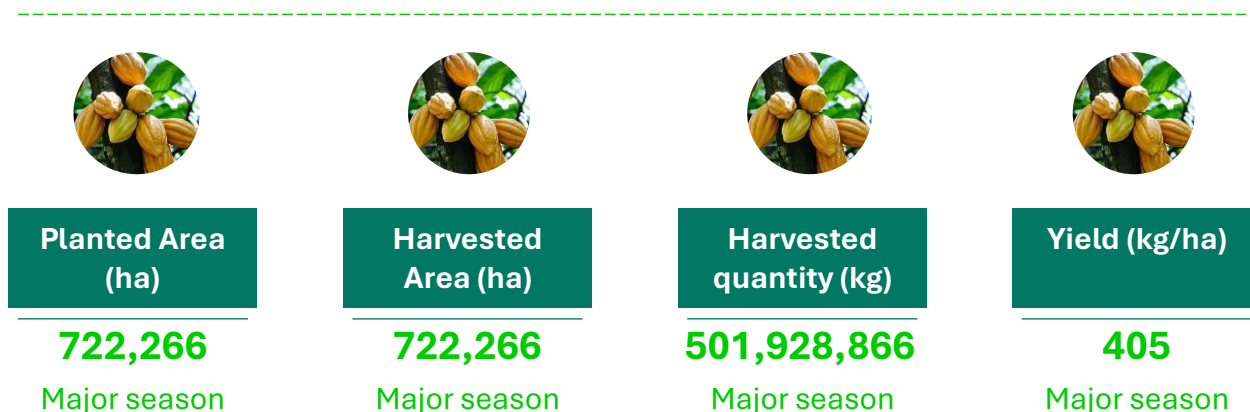 Planted Area
(ha)
722,266
Major season
Harvested
Area (ha)
722,266
Major season
Harvested
quantity (kg)
501,928,866
Major season
Yield (kg/ha)
405
Major season